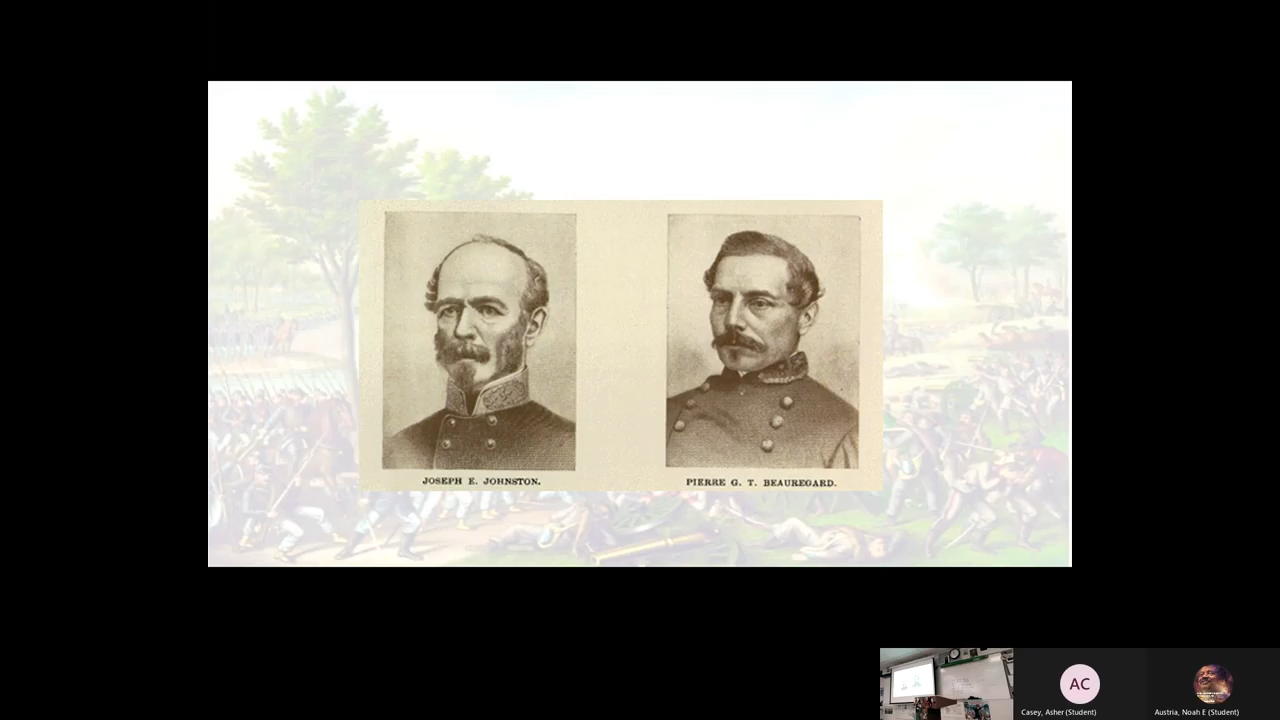 JOSEPH E. JOHNSTON.
PIERRE G. T. BEAUREGARD.
AC
Casey, Asher (Student)
Austria, Noah E (Student)